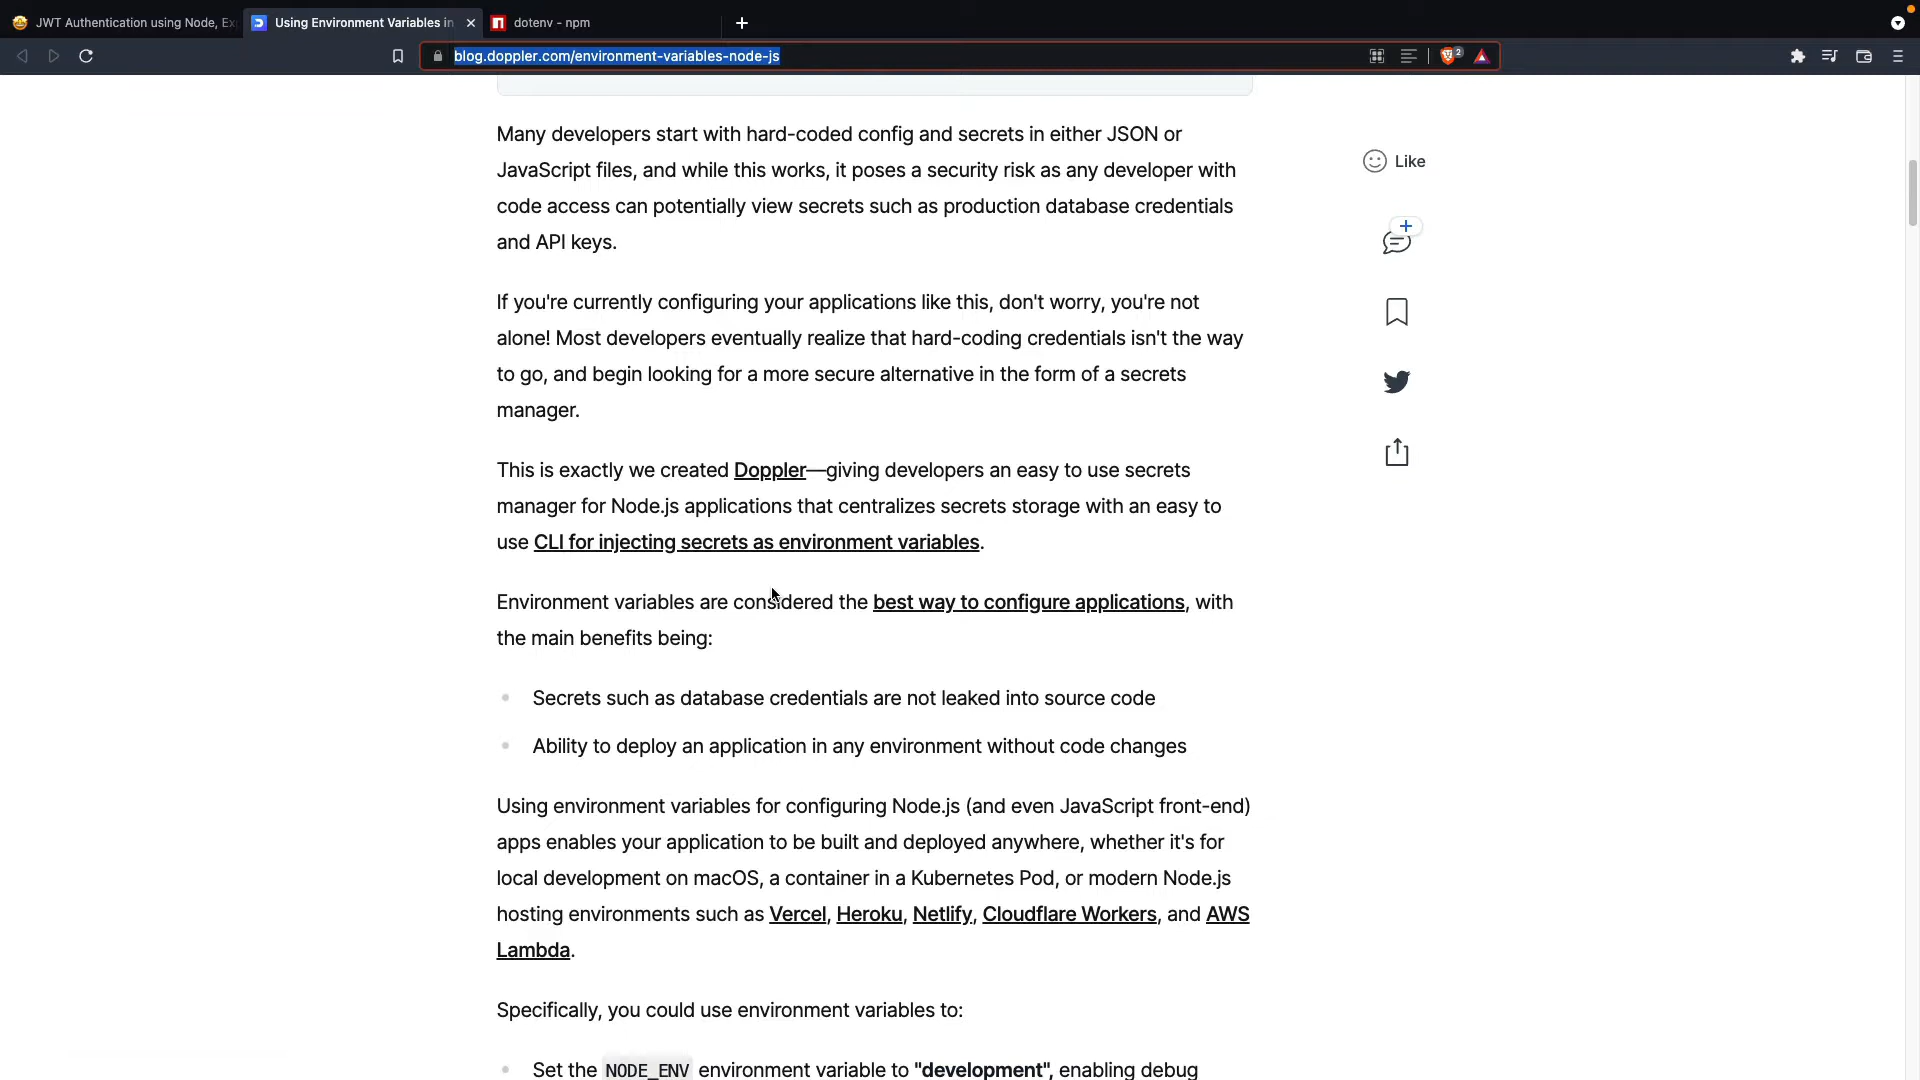 JWT Authentication using Node, Ex
Using Environment Variables in
dotenv - npm
blog.doppler.com/environment-variables-node-js
2
Many developers start with hard-coded config and secrets in either JSON or
JavaScript files, and while this works, it poses a security risk as any developer with
code access can potentially view secrets such as production database credentials
and API keys.
Like
If you're currently configuring your applications like this, don't worry, you're not
alone! Most developers eventually realize that hard-coding credentials isn't the way
to go, and begin looking for a more secure alternative in the form of a secrets
manager.
This is exactly we created Doppler—giving developers an easy to use secrets
manager for Node.js applications that centralizes secrets storage with an easy to
use CLI for injecting secrets as environment variables.
Environment variables are considered the best way to configure applications, with
the main benefits being:
Secrets such as database credentials are not leaked into source code
Ability to deploy an application in any environment without code changes
Using environment variables for configuring Node.js (and even JavaScript front-end)
apps enables your application to be built and deployed anywhere, whether it's for
local development on macOS, a container in a Kubernetes Pod, or modern Node.js
hosting environments such as Vercel, Heroku, Netlify, Cloudflare Workers, and AWS
Lambda.
Specifically, you could use environment variables to:
Set the NODE_ENV environment variable to "development", enabling debug